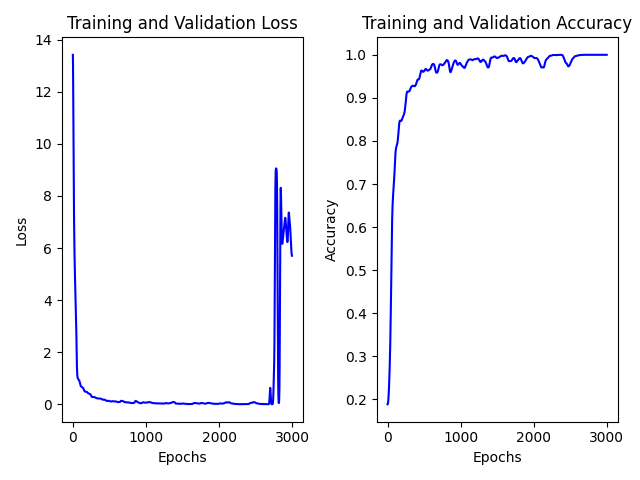 Training and Validation Loss
14
12
10
8
6
4
2
0
Loss
0 1000 2000 3000
Epochs
Training and Validation Accuracy
1.0
0.9
0.8
0.7
0.6
0.5
0.4
0.3
0.2
Accuracy
0 1000 2000 3000
Epochs